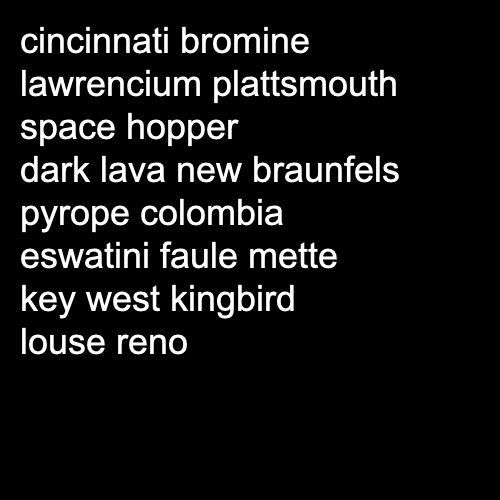 cincinnati bromine
lawrencium plattsmouth
space hopper
dark lava new braunfels
pyrope colombia
eswatini faule mette
key west kingbird
louse reno